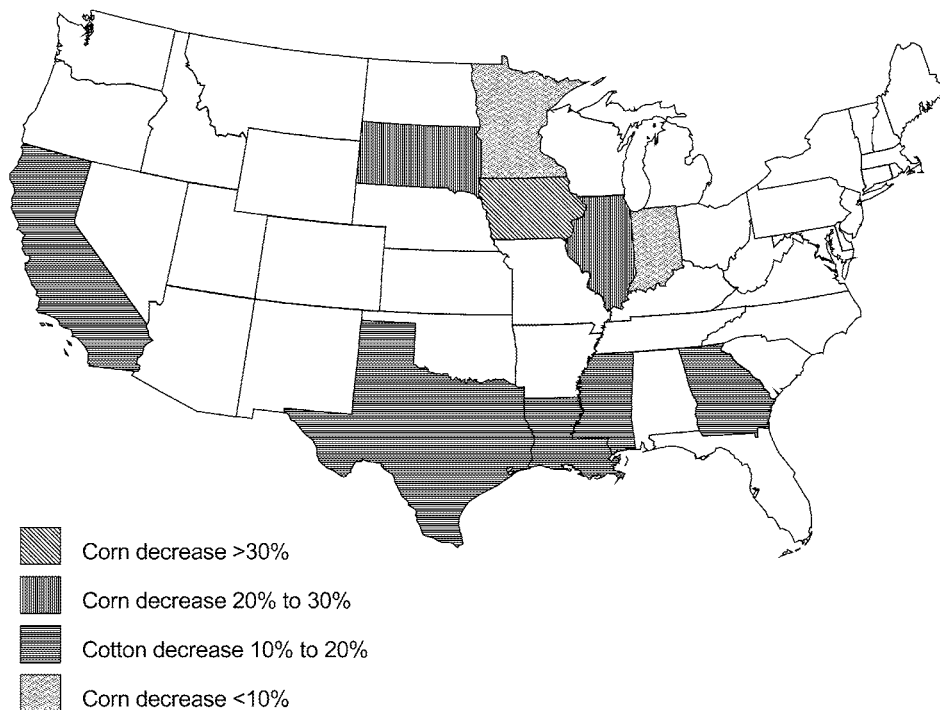 Corn decrease >30%
Corn decrease 20% to 30%
Cotton decrease 10% to 20%
Corn decrease <10%